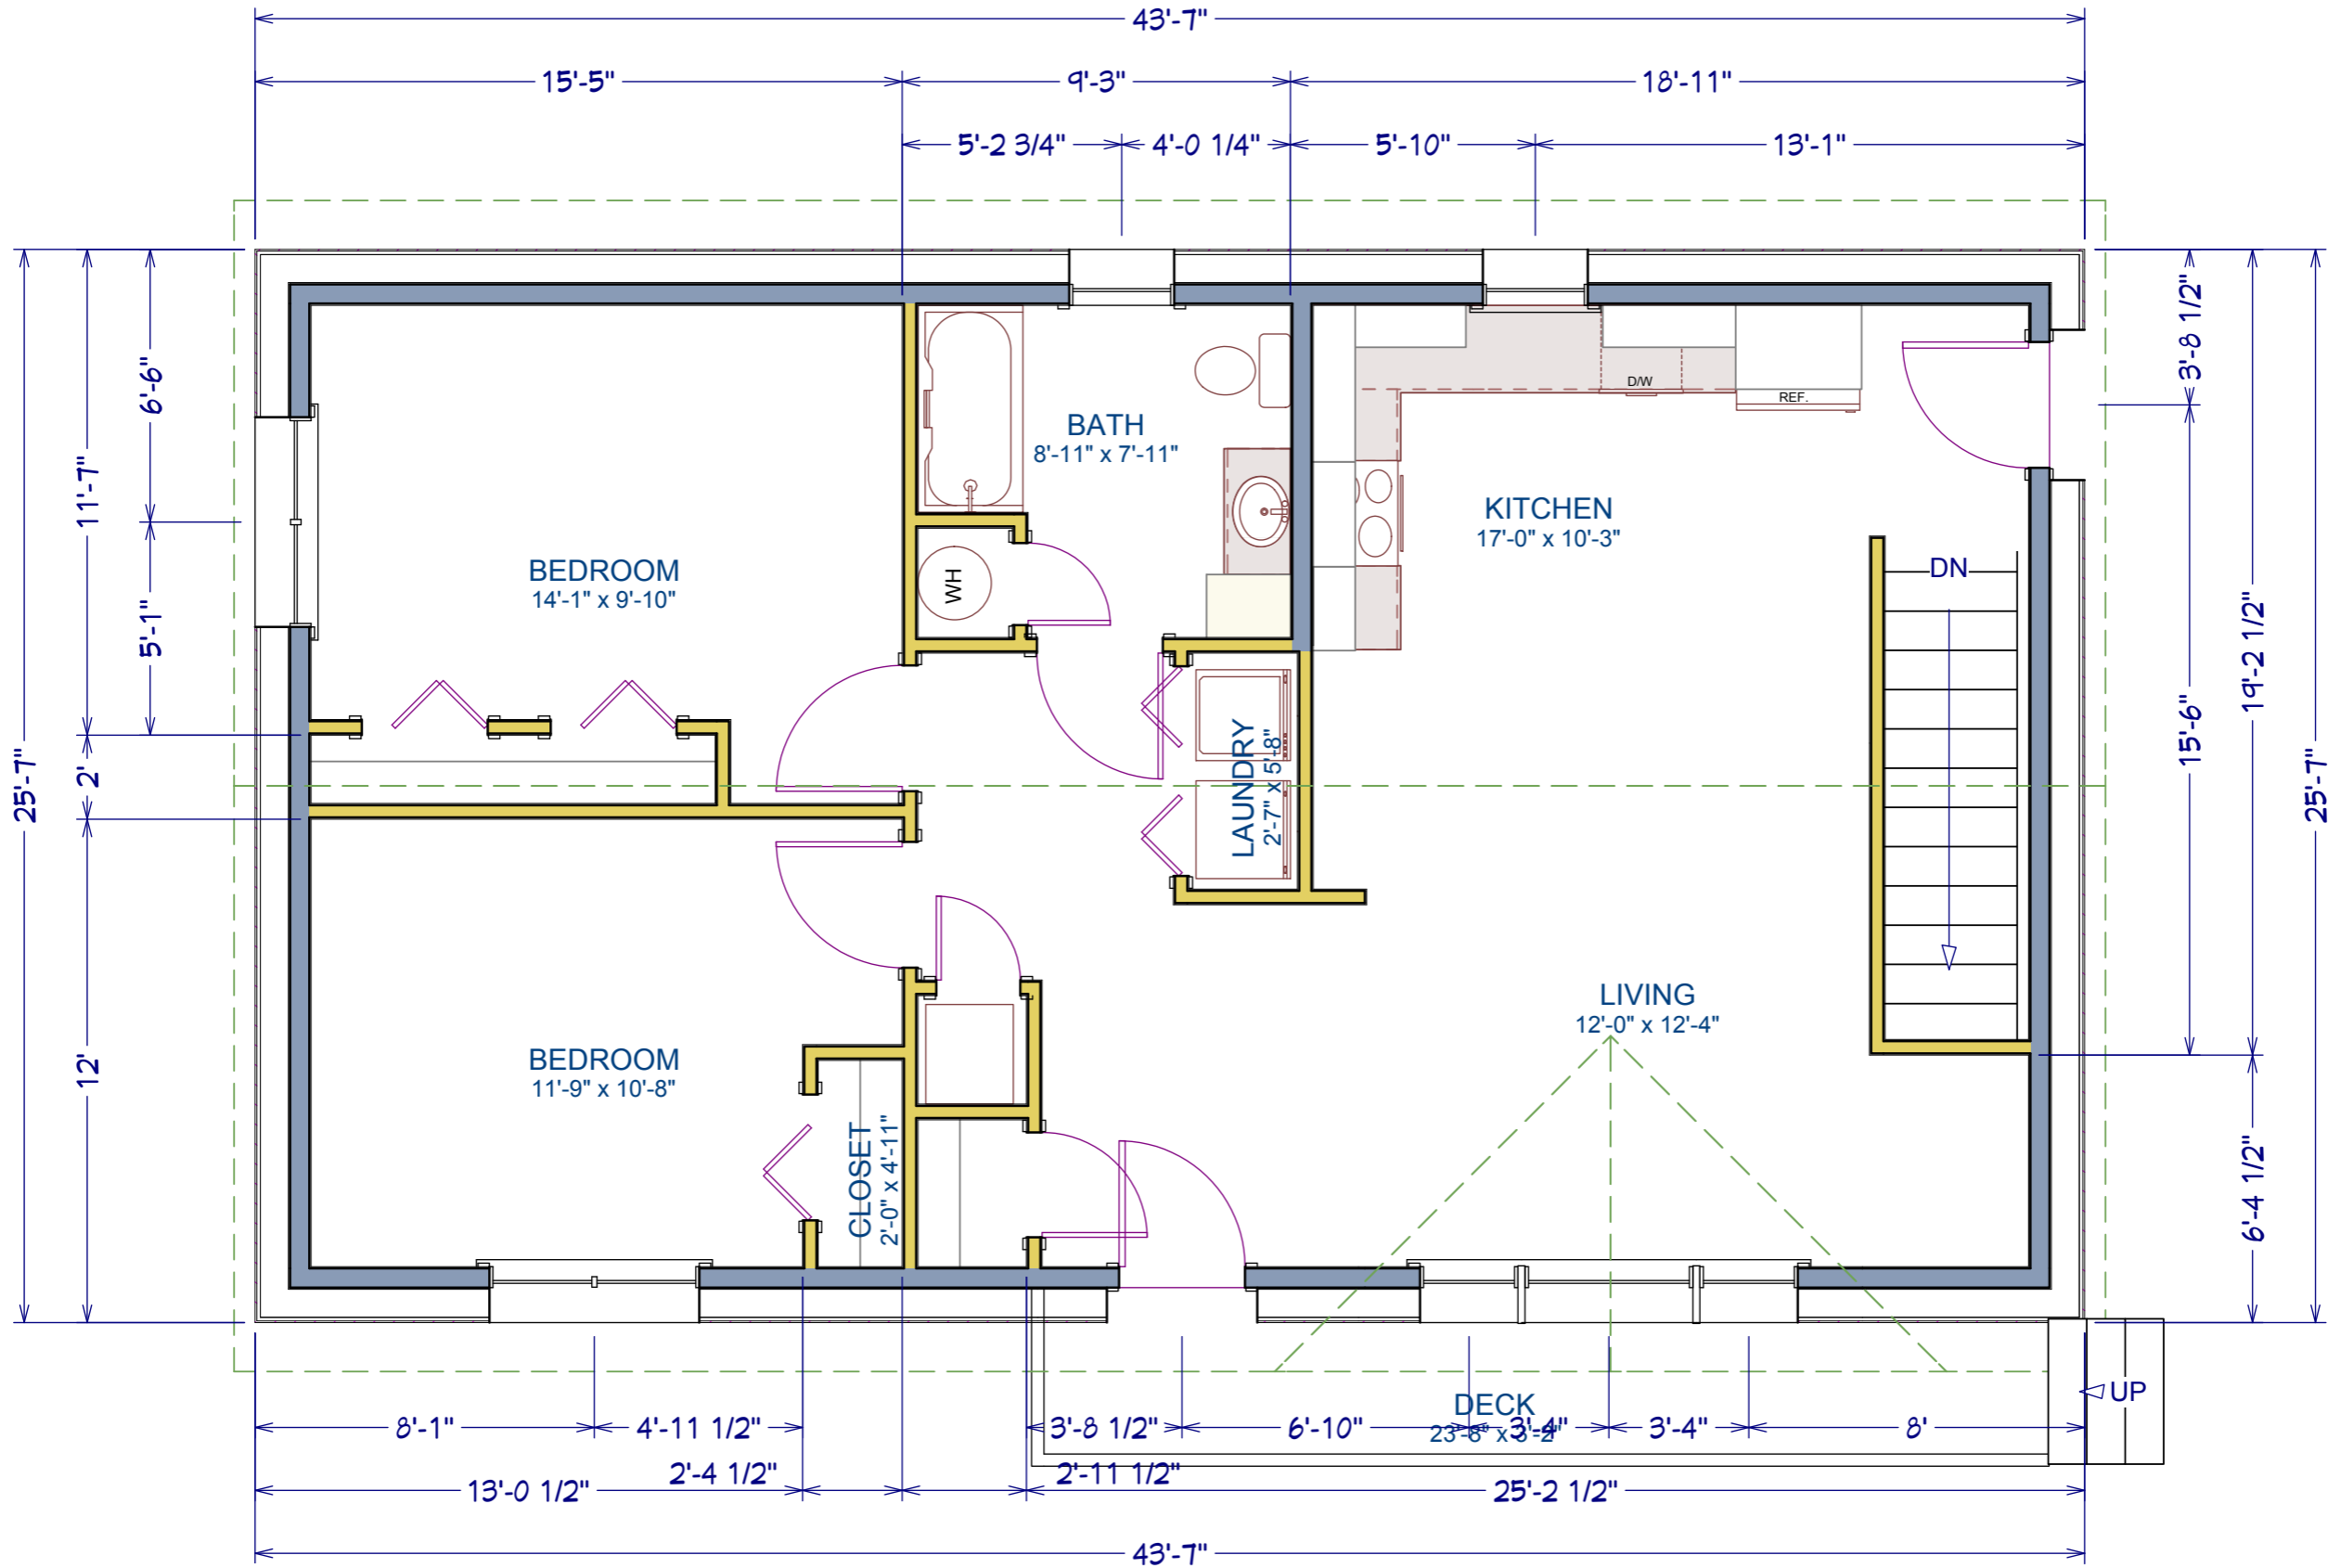 43'-7"
15'-5"
9'-3"
18'-11"
5'-2 3/4"
4'-0 1/4"
5'-10"
13'-1"
25'-7"
11'-7"
2'
12'
6'-6"
5'-1"
3'-8 1/2"
15'-6"
19'-2 1/2"
6'-4 1/2"
25'-7"
BATH
8'-11" x 7'-11"
D/W
REF.
KITCHEN
17'-0" x 10'-3"
BEDROOM
14'-1" x 9'-10"
WH
DN
LAUNDRY
2'-7" x 5'-8"
LIVING
12'-0" x 12'-4"
BEDROOM
11'-9" x 10'-8"
CLOSET
2'-0" x 4'-11"
DECK
23'-8" x 3'-2"
UP
8'-1"
4'-11 1/2"
3'-8 1/2"
6'-10"
3'-4"
3'-4"
8'
13'-0 1/2"
2'-4 1/2"
2'-11 1/2"
25'-2 1/2"
43'-7"